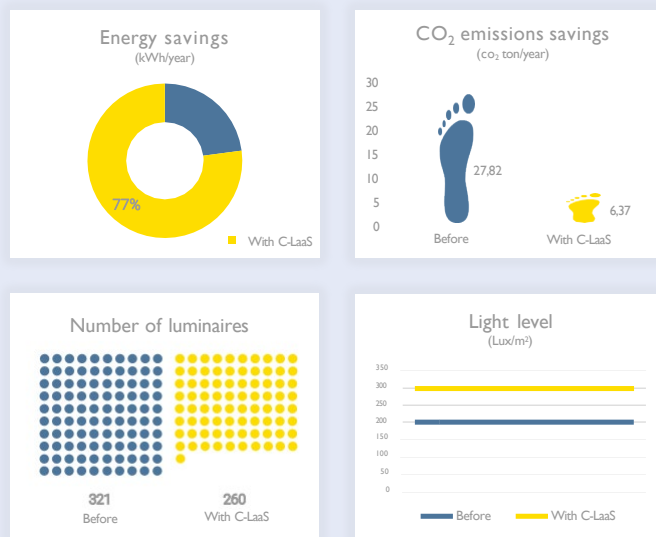 Energy savings
(kWh/year)
77%
With C-LaaS
CO₂ emissions savings
(co₂ ton/year)
30
25
20
15
10
5
0
27,82
6,37
Before
With C-LaaS
Number of luminaires
321
260
Before
With C-LaaS
Light level
(Lux/m²)
350
300
250
200
150
100
50
0
Before
With C-LaaS